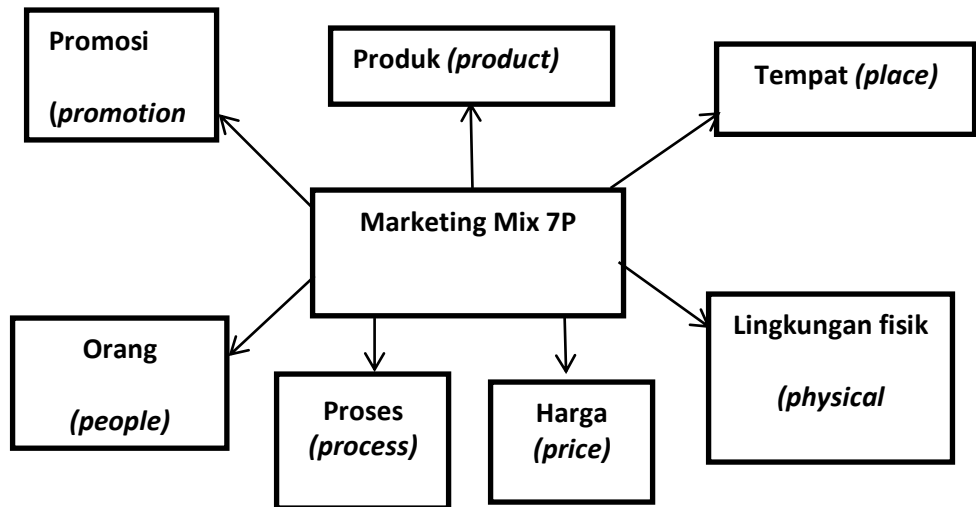 Promosi
(promotion
Produk (product)
Tempat (place)
Marketing Mix 7P
Orang
(people)
Proses
(process)
Harga
(price)
Lingkungan fisik
(physical